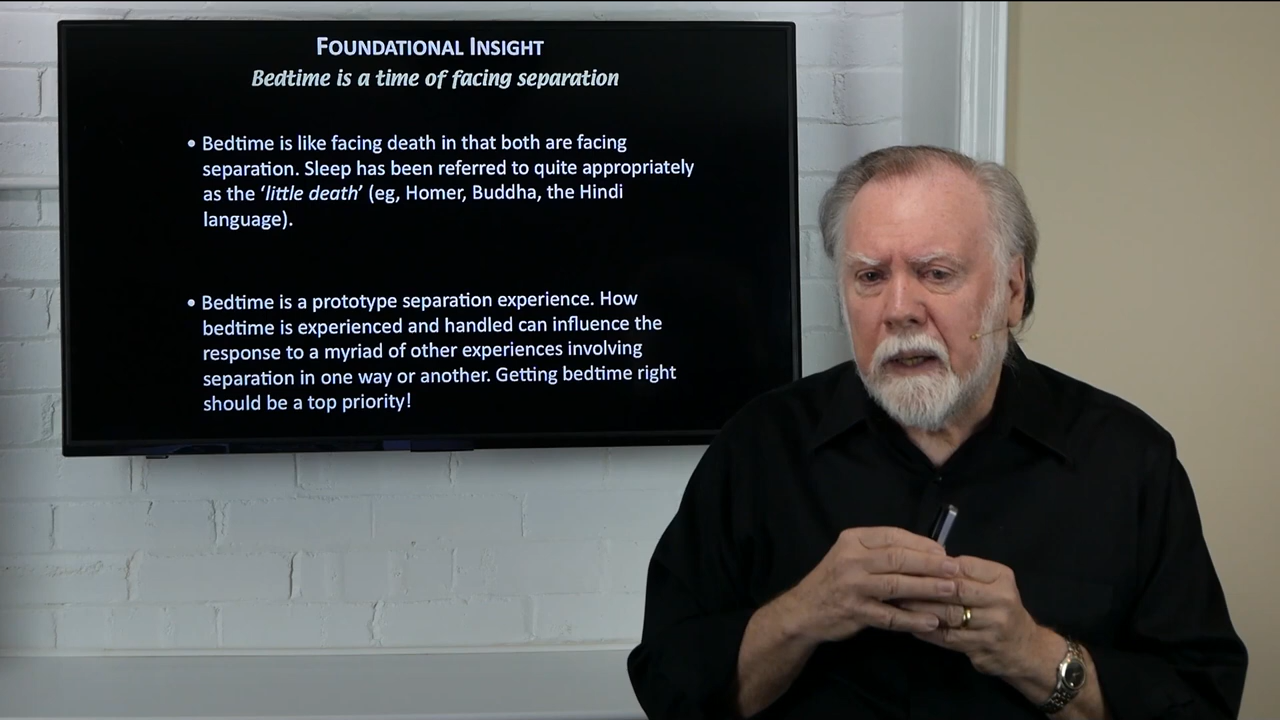 FOUNDATIONAL INSIGHT
Bedtime is a time of facing separation
• Bedtime is like facing death in that both are facing
separation. Sleep has been referred to quite appropriately
as the ‘little death’ (eg, Homer, Buddha, the Hindi
language).
• Bedtime is a prototype separation experience. How
bedtime is experienced and handled can influence the
response to a myriad of other experiences involving
separation in one way or another. Getting bedtime right
should be a top priority!